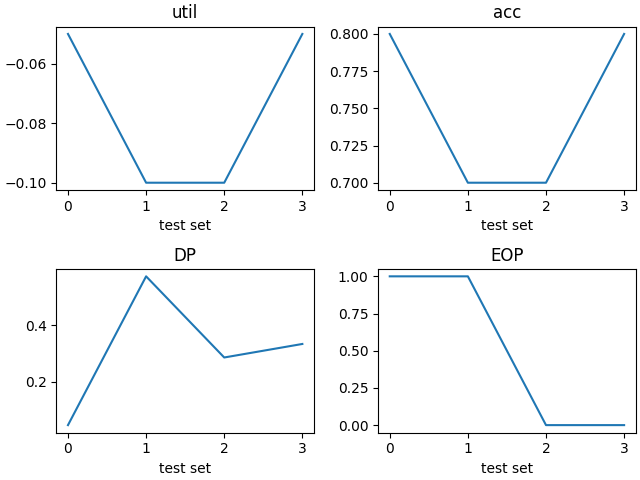 util
−0.06
−0.08
−0.10
0 1 2 3
test set
acc
0.800
0.775
0.750
0.725
0.700
0 1 2 3
test set
DP
0.4
0.2
0 1 2 3
test set
EOP
1.00
0.75
0.50
0.25
0.00
0 1 2 3
test set